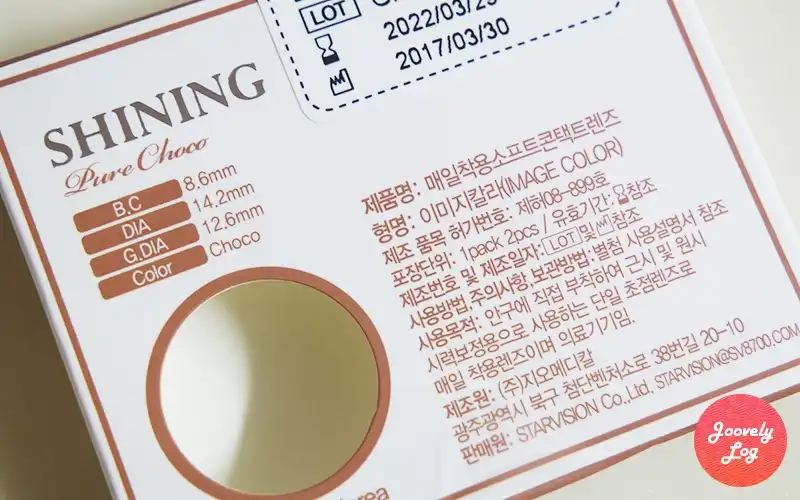 LOT
2022/03/29
2017/03/30
SHINING
Pure Choco
B.C 8.6mm
DIA 14.2mm
G.DIA 12.6mm
Color Choco
제품명: 매일착용소프트콘택트렌즈
형명: 이미지칼라(IMAGE COLOR)
제조 품목 허가번호: 제허08-899호
포장단위: 1pack 2pcs / 유효기간: 참조
제조번호 및 제조일자: LOT 및 참조
사용방법 주의사항, 보관방법: 별첨 사용설명서 참조
사용목적: 안구에 직접 부착하여 근시 및 원시
시력보정용으로 사용하는 단일 초점렌즈로
매일 착용렌즈이며 의료기기임.
제조원: (주)지오메디칼
광주광역시 북구 첨단벤처소로 38번길 20-10
판매원: STARVISION Co.,Ltd. STARVISION@SV8700.COM
Joovely
Log